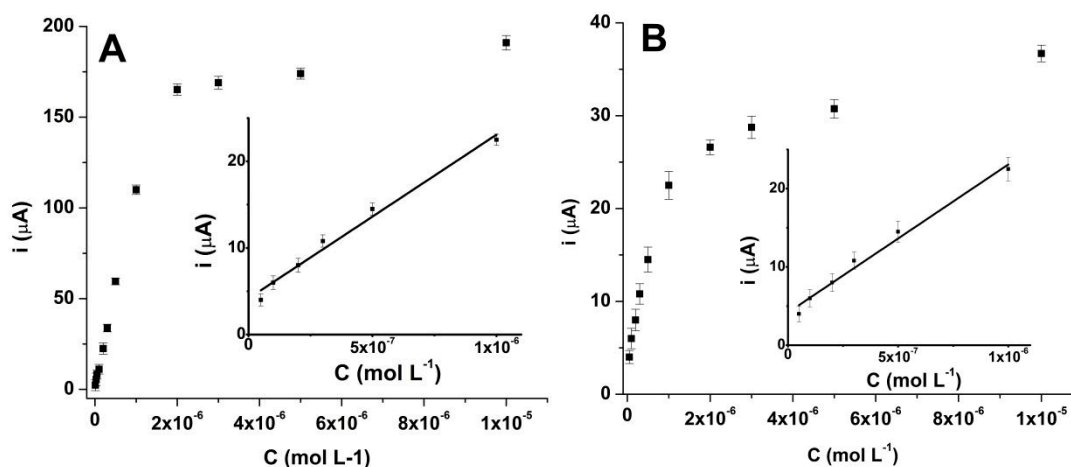 A
200
150
100
50
0
i (µA)
0
2x10⁻⁶
4x10⁻⁶
6x10⁻⁶
8x10⁻⁶
1x10⁻⁵
C (mol L-1)
20
10
0
i (µA)
0
5x10⁻⁷
1x10⁻⁶
C (mol L⁻¹)
B
40
30
20
10
0
i (µA)
0
2x10⁻⁶
4x10⁻⁶
6x10⁻⁶
8x10⁻⁶
1x10⁻⁵
C (mol L⁻¹)
20
10
0
i (µA)
0
5x10⁻⁷
1x10⁻⁶
C (mol L⁻¹)